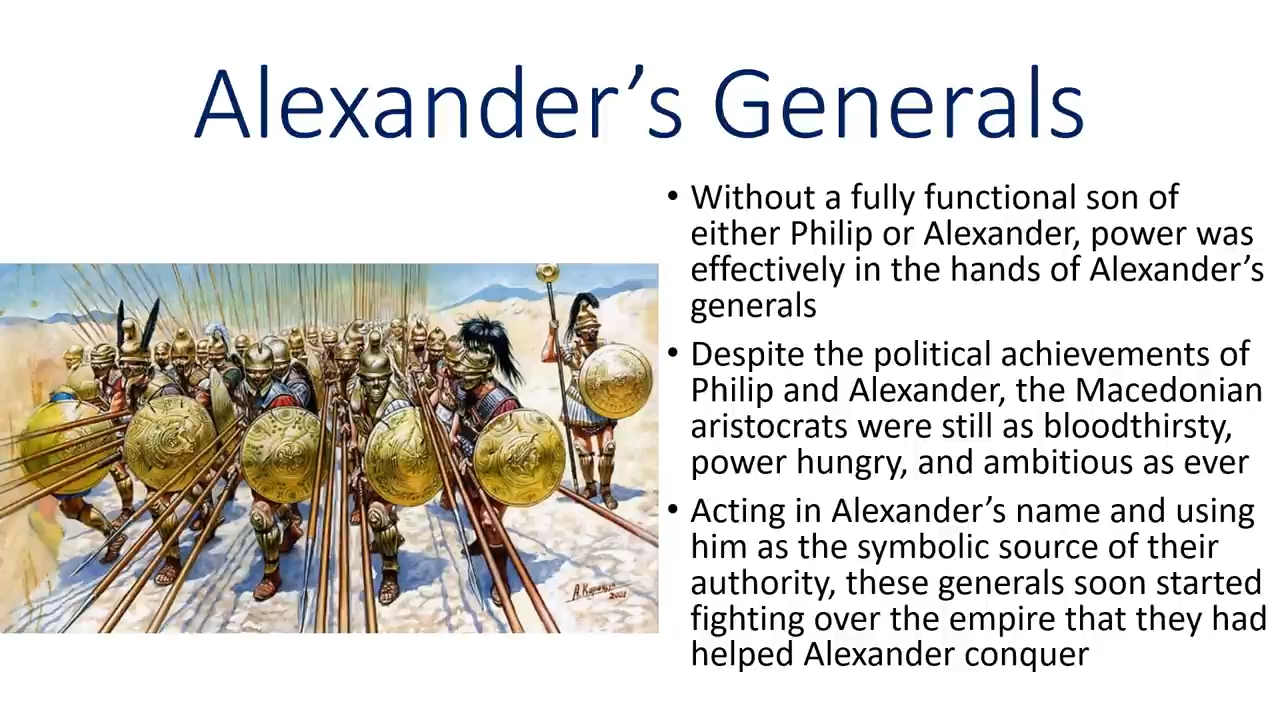 Alexander’s Generals
• Without a fully functional son of
either Philip or Alexander, power was
effectively in the hands of Alexander’s
generals
• Despite the political achievements of
Philip and Alexander, the Macedonian
aristocrats were still as bloodthirsty,
power hungry, and ambitious as ever
• Acting in Alexander’s name and using
him as the symbolic source of their
authority, these generals soon started
fighting over the empire that they had
helped Alexander conquer